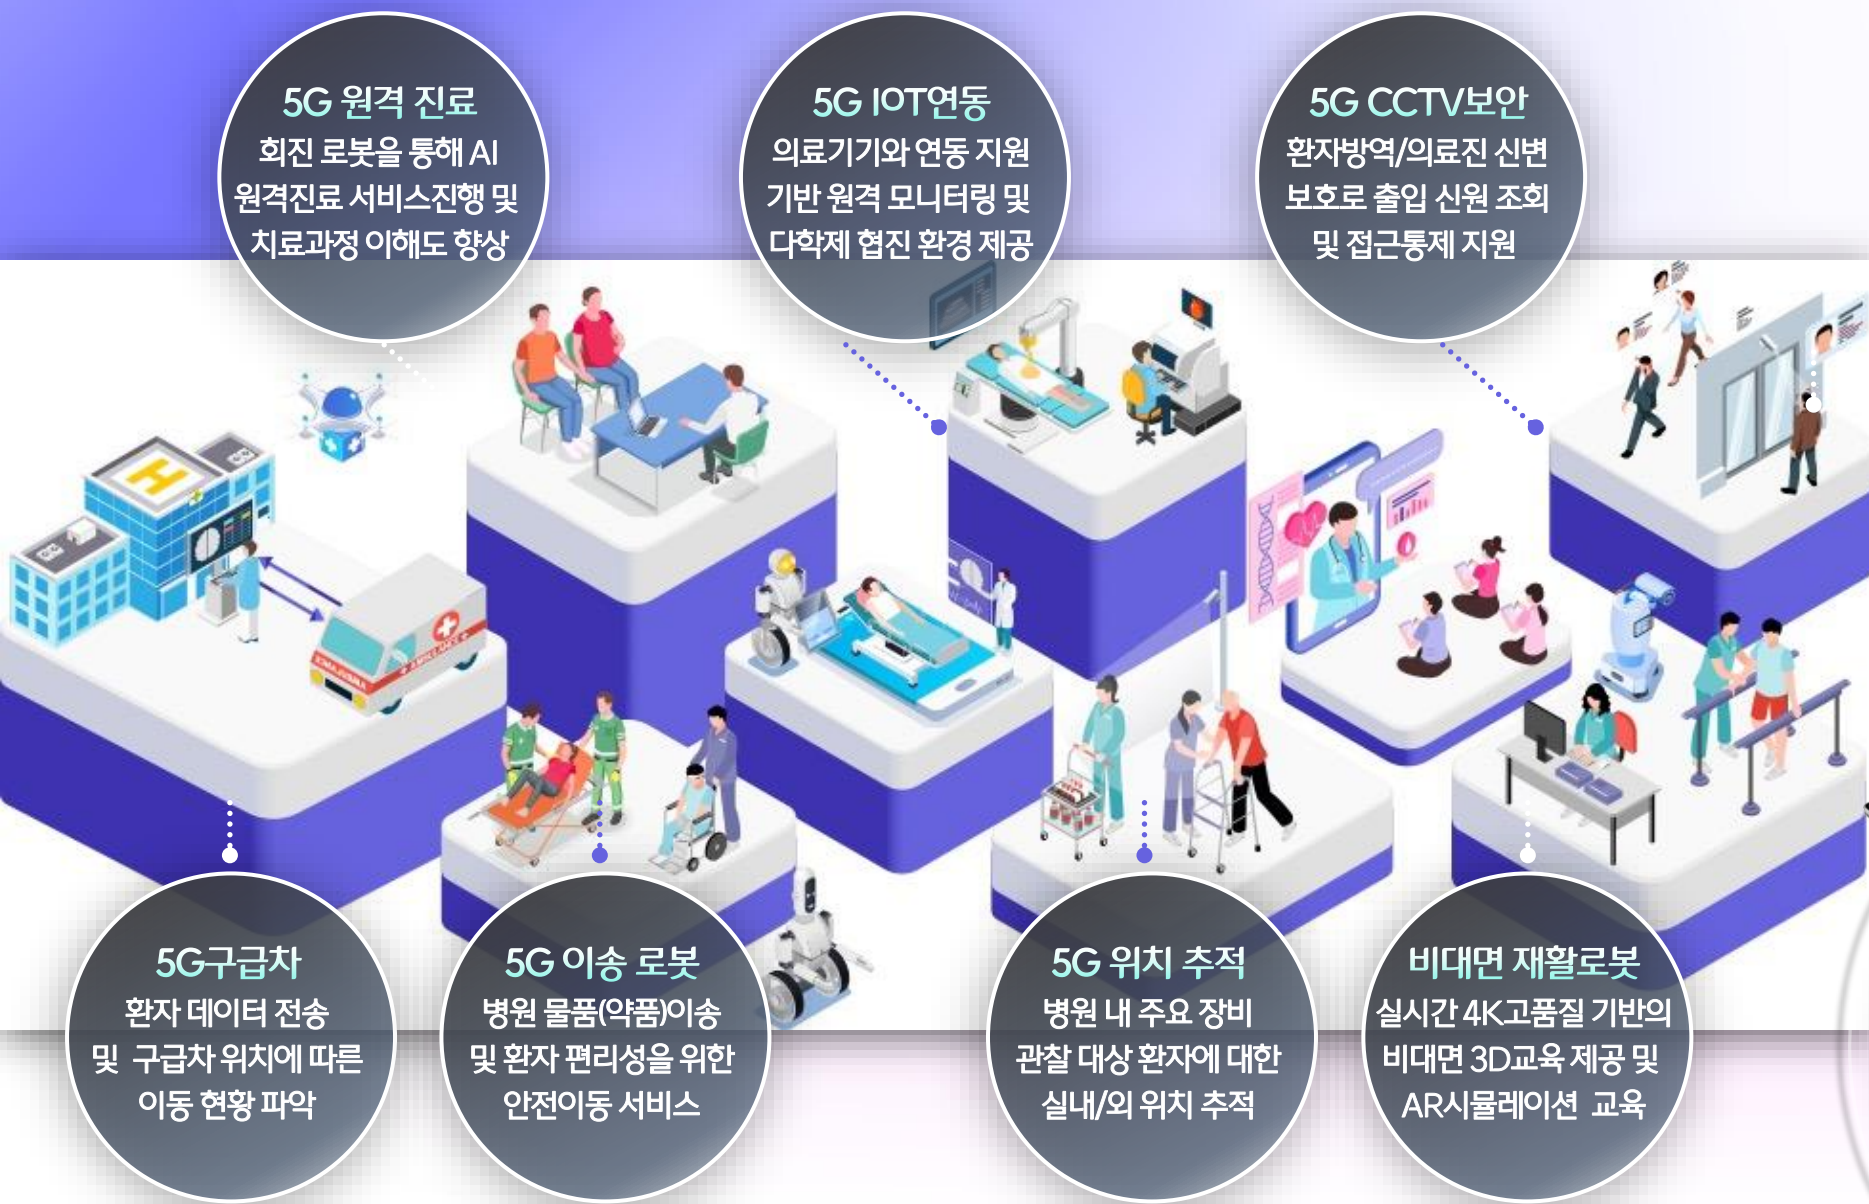 5G 원격 진료
회진 로봇을 통해 AI
원격진료 서비스진행 및
치료과정 이해도 향상
5G IOT연동
의료기기와 연동 지원
기반 원격 모니터링 및
다학제 협진 환경 제공
5G CCTV보안
환자방역/의료진 신변
보호로 출입 신원 조회
및 접근통제 지원
H
AMBULANCE
5G구급차
환자 데이터 전송
및 구급차 위치에 따른
이동 현황 파악
5G 이송 로봇
병원 물품(약품)이송
및 환자 편리성을 위한
안전이동 서비스
5G 위치 추적
병원 내 주요 장비
관찰 대상 환자에 대한
실내/외 위치 추적
비대면 재활로봇
실시간 4K고품질 기반의
비대면 3D교육 제공 및
AR시뮬레이션 교육